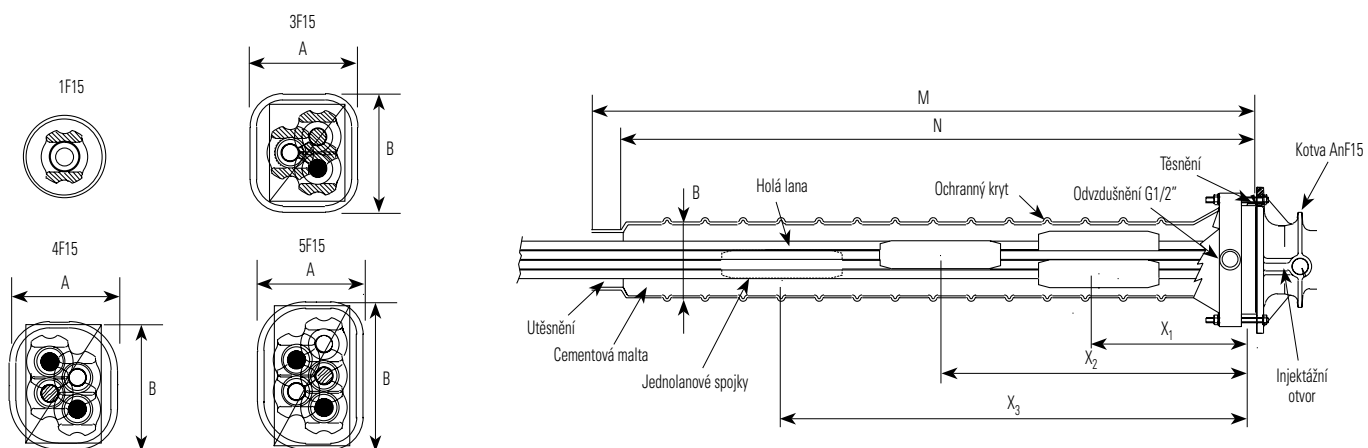 1F15
3F15
A
B
4F15
A
B
5F15
A
B
M
N
Kotva AnF15
Těsnění
Odvzdušnění G1/2"
Ochranný kryt
Holá lana
B
Utěsnění
Cementová malta
Jednolanové spojky
X₁
X₂
X₃
Injektážní
otvor